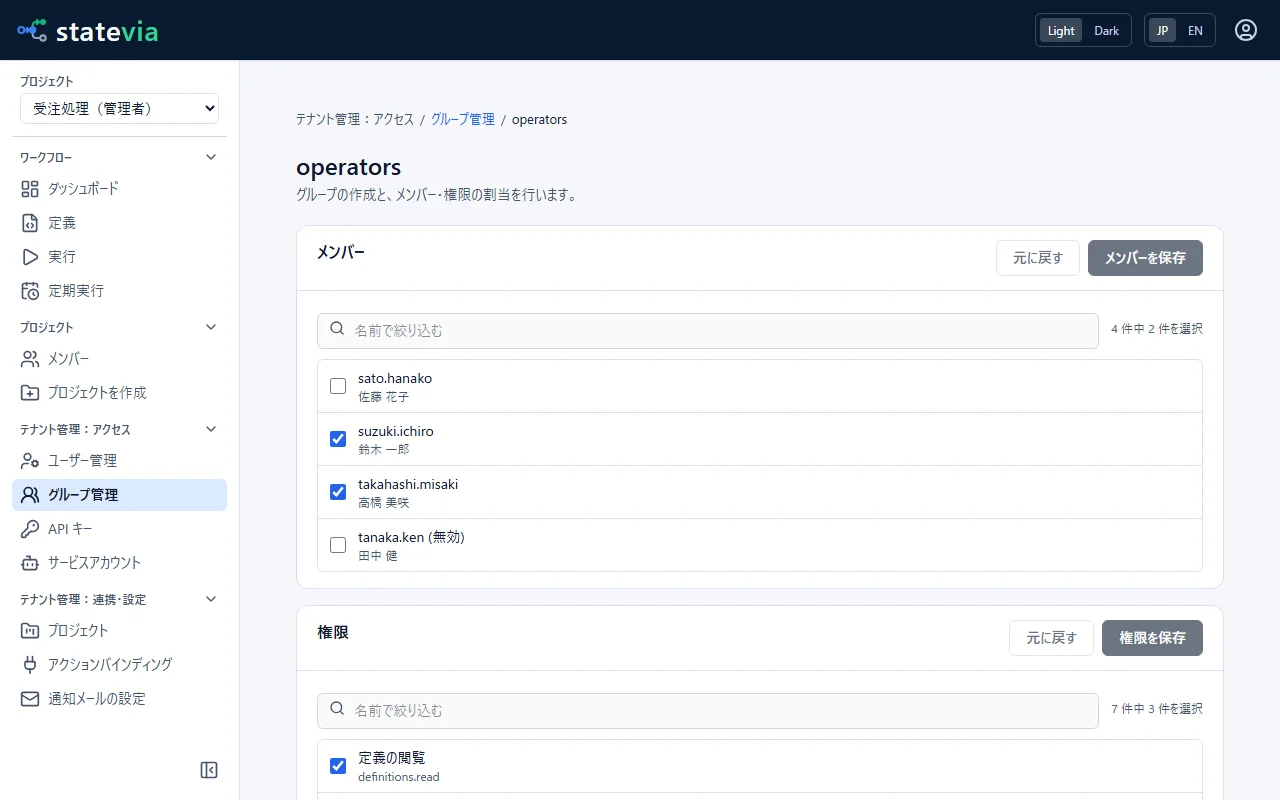 statevia
Light Dark
JP EN
プロジェクト
受注処理（管理者）
ワークフロー
ダッシュボード
定義
実行
定期実行
プロジェクト
メンバー
プロジェクトを作成
テナント管理：アクセス
ユーザー管理
グループ管理
API キー
サービスアカウント
テナント管理：連携・設定
プロジェクト
アクションバインディング
通知メールの設定
テナント管理：アクセス / グループ管理 / operators
operators
グループの作成と、メンバー・権限の割当を行います。
メンバー
元に戻す
メンバーを保存
名前で絞り込む
4 件中 2 件を選択
sato.hanako
佐藤 花子
suzuki.ichiro
鈴木 一郎
takahashi.misaki
高橋 美咲
tanaka.ken (無効)
田中 健
権限
元に戻す
権限を保存
名前で絞り込む
7 件中 3 件を選択
定義の閲覧
definitions.read